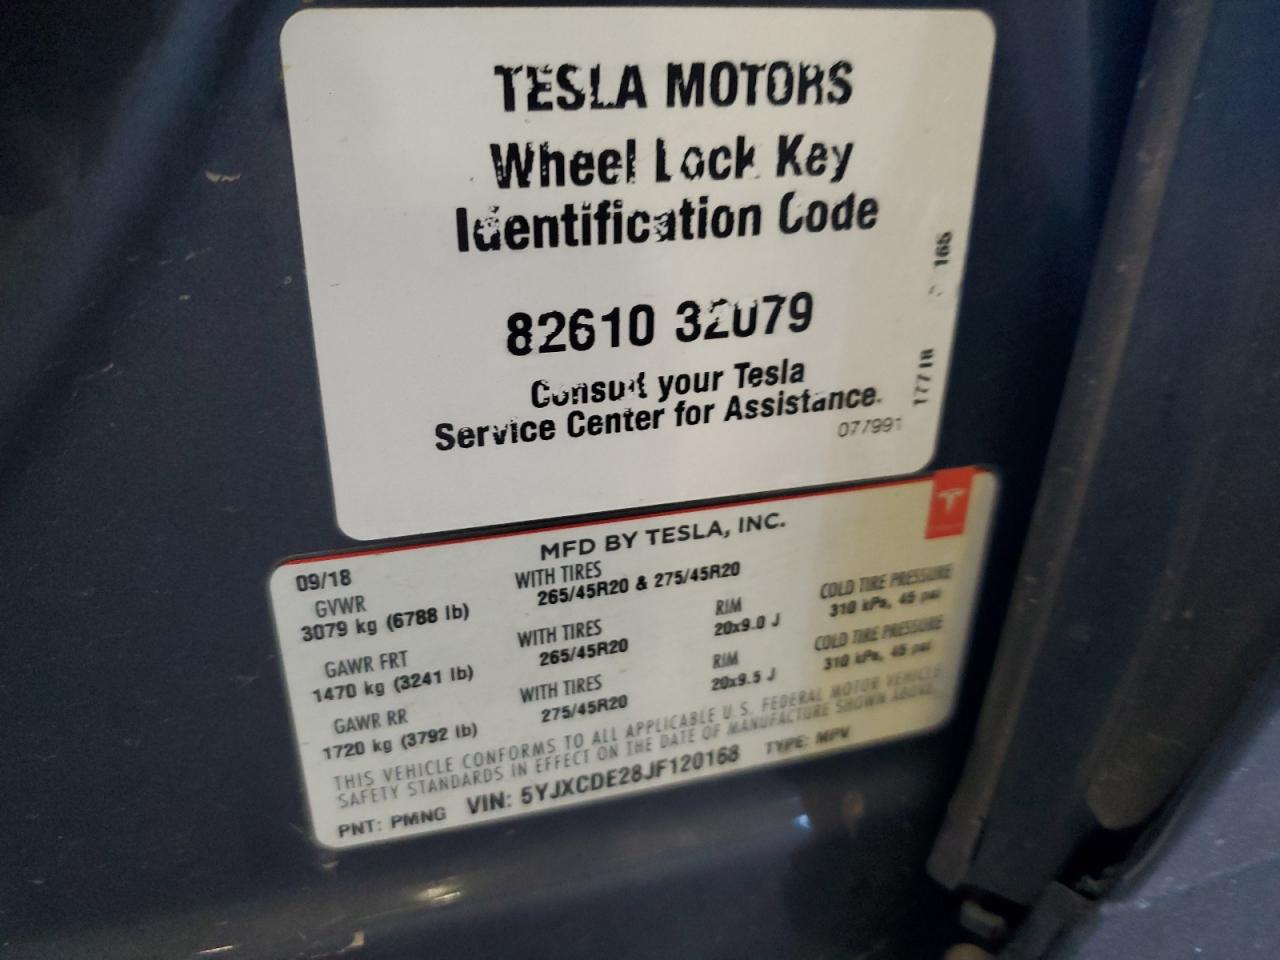 TESLA MOTORS
Wheel Lock Key
Identification Code
82610 32079
Consult your Tesla
Service Center for Assistance.
077991
17718
165
MFD BY TESLA, INC.
09/18
GVWR
3079 kg (6788 lb)
WITH TIRES
265/45R20 & 275/45R20
GAWR FRT
1470 kg (3241 lb)
WITH TIRES
265/45R20
RIM
20x9.0 J
COLD TIRE PRESSURE
310 kPa, 45 psi
GAWR RR
1720 kg (3792 lb)
WITH TIRES
275/45R20
RIM
20x9.5 J
COLD TIRE PRESSURE
310 kPa, 45 psi
THIS VEHICLE CONFORMS TO ALL APPLICABLE U.S. FEDERAL MOTOR VEHICLE
SAFETY STANDARDS IN EFFECT ON THE DATE OF MANUFACTURE SHOWN ABOVE.
PNT: PMNG VIN: 5YJXCDE28JF120168 TYPE: MPV